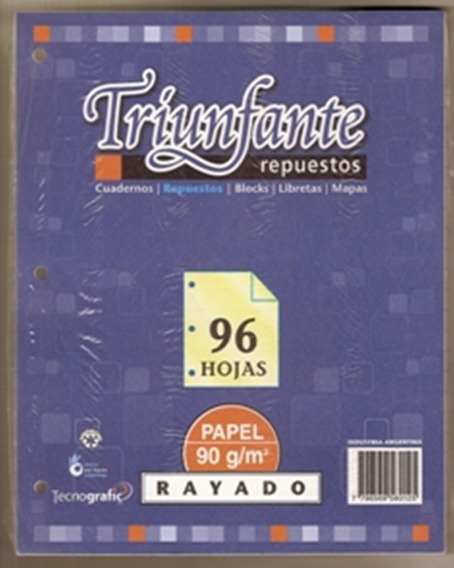 Triunfante
repuestos
Cuadernos | Repuestos | Blocks | Libretas | Mapas
96
HOJAS
PAPEL
90 g/m²
INDUSTRIA ARGENTINA
Tecnografic
RAYADO